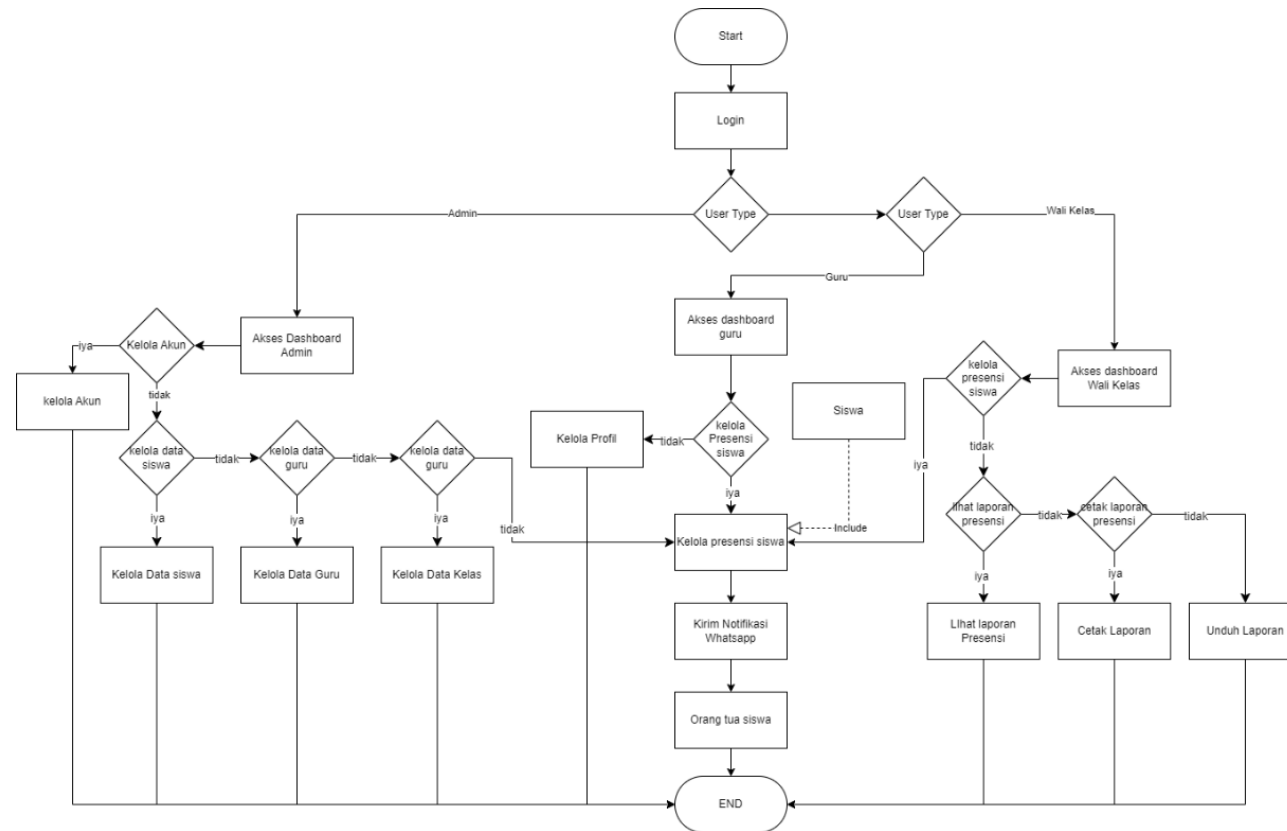 Start
Login
User Type
User Type
Admin
Wali Kelas
Guru
Akses Dashboard
Admin
Kelola Akun
iya
kelola Akun
tidak
kelola data
siswa
tidak
kelola data
guru
tidak
kelola data
guru
tidak
iya
iya
iya
Kelola Data siswa
Kelola Data Guru
Kelola Data Kelas
Akses dashboard
guru
kelola
Presensi
siswa
tidak
Kelola Profil
iya
Siswa
Include
Kelola presensi siswa
Kirim Notifikasi
Whatsapp
Orang tua siswa
Akses dashboard
Wali Kelas
kelola
presensi
siswa
iya
tidak
lihat laporan
presensi
tidak
cetak laporan
presensi
tidak
iya
iya
LIhat laporan
Presensi
Cetak Laporan
Unduh Laporan
END